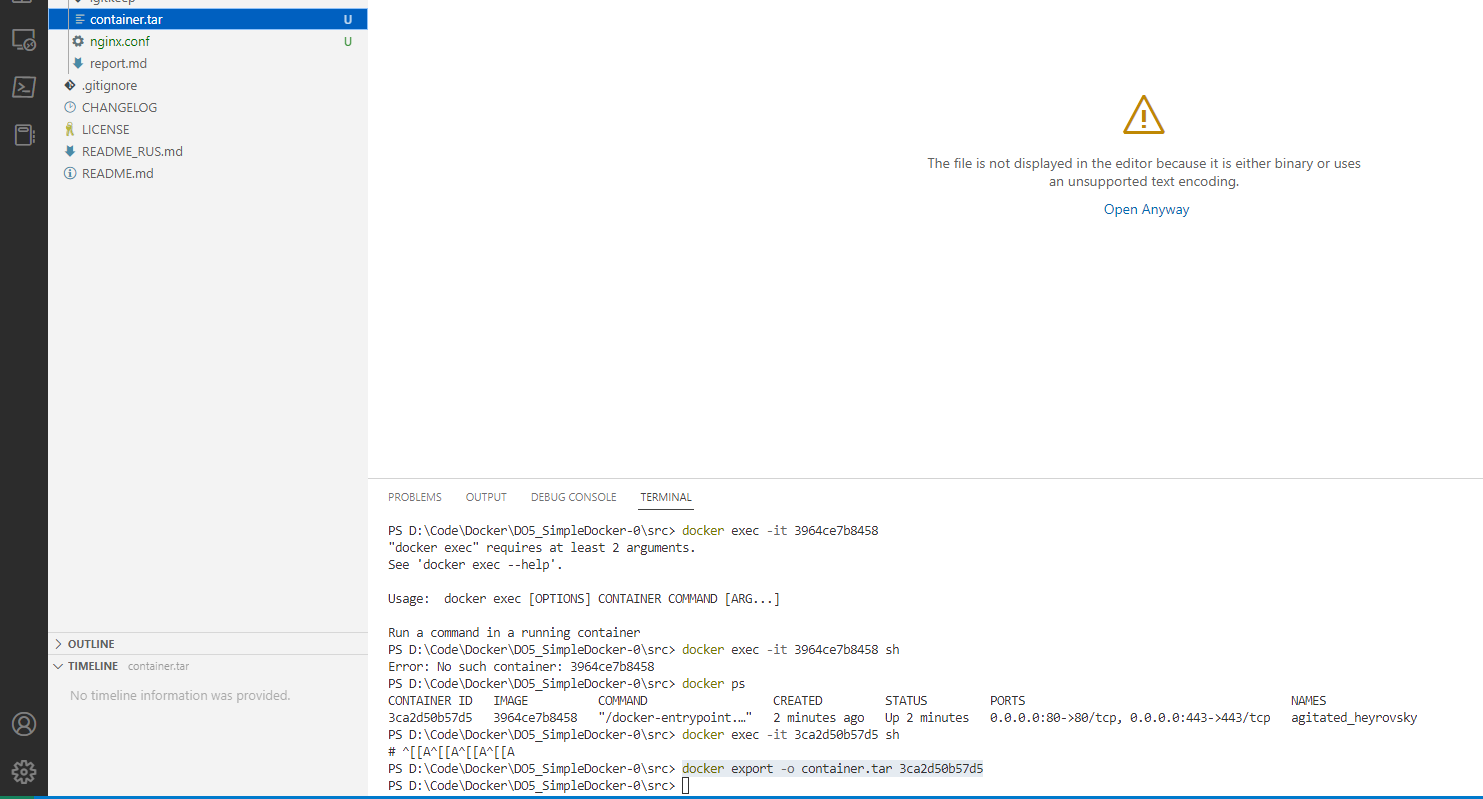 container.tar U
nginx.conf U
report.md
.gitignore
CHANGELOG
LICENSE
README_RUS.md
README.md
OUTLINE
TIMELINE container.tar
No timeline information was provided.
The file is not displayed in the editor because it is either binary or uses
an unsupported text encoding.
Open Anyway
PROBLEMS OUTPUT DEBUG CONSOLE TERMINAL
PS D:\Code\Docker\DO5_SimpleDocker-0\src> docker exec -it 3964ce7b8458
"docker exec" requires at least 2 arguments.
See 'docker exec --help'.
Usage:  docker exec [OPTIONS] CONTAINER COMMAND [ARG...]
Run a command in a running container
PS D:\Code\Docker\DO5_SimpleDocker-0\src> docker exec -it 3964ce7b8458 sh
Error: No such container: 3964ce7b8458
PS D:\Code\Docker\DO5_SimpleDocker-0\src> docker ps
CONTAINER ID   IMAGE          COMMAND                  CREATED         STATUS         PORTS                                      NAMES
3ca2d50b57d5   3964ce7b8458   "/docker-entrypoint.…"   2 minutes ago   Up 2 minutes   0.0.0.0:80->80/tcp, 0.0.0.0:443->443/tcp   agitated_heyrovsky
PS D:\Code\Docker\DO5_SimpleDocker-0\src> docker exec -it 3ca2d50b57d5 sh
# ^[[A^[[A^[[A^[[A
PS D:\Code\Docker\DO5_SimpleDocker-0\src> docker export -o container.tar 3ca2d50b57d5
PS D:\Code\Docker\DO5_SimpleDocker-0\src>